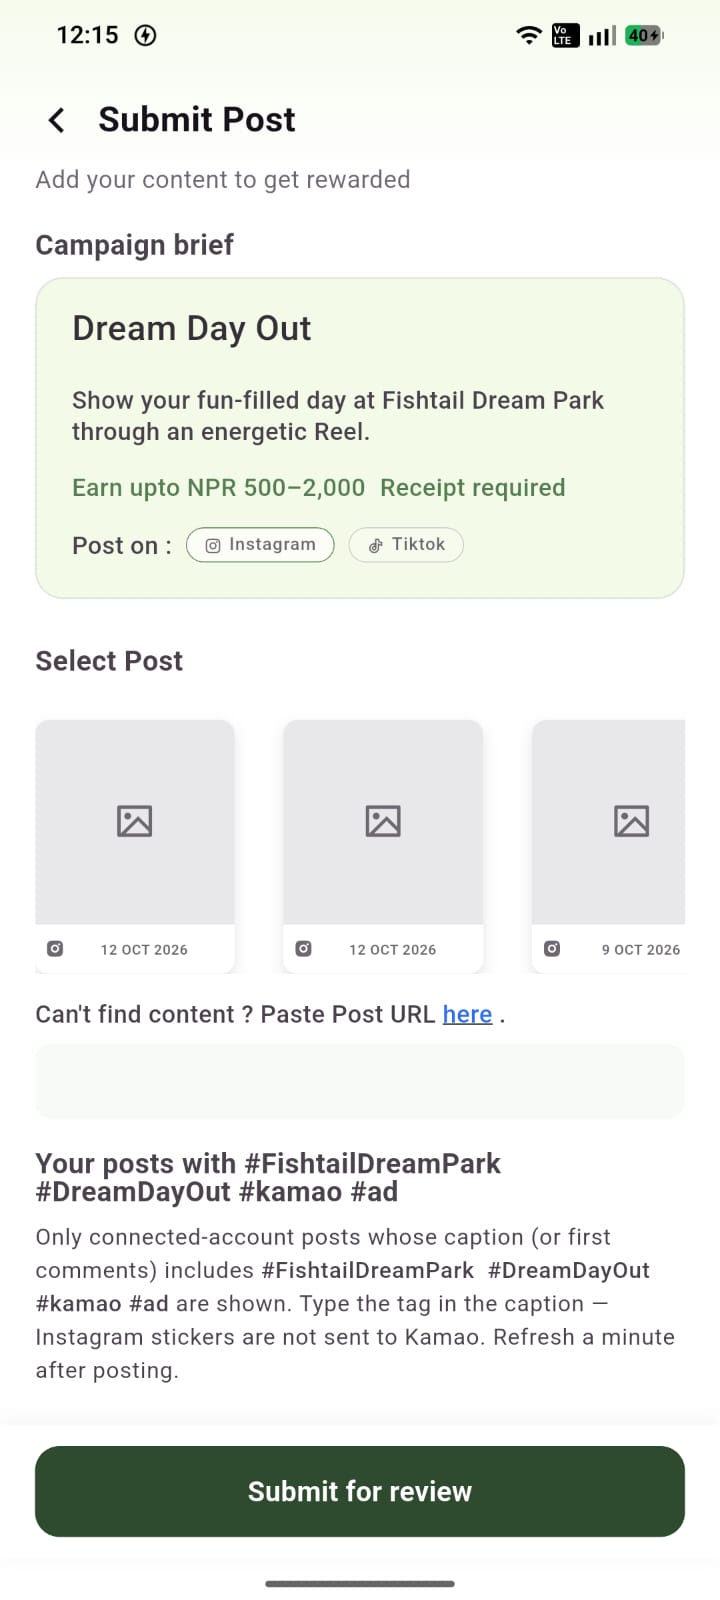 12:15
Vo
LTE
40
Submit Post
Add your content to get rewarded
Campaign brief
Dream Day Out
Show your fun-filled day at Fishtail Dream Park
through an energetic Reel.
Earn upto NPR 500–2,000 Receipt required
Post on : Instagram Tiktok
Select Post
12 OCT 2026 12 OCT 2026 9 OCT 2026
Can't find content ? Paste Post URL here .
Your posts with #FishtailDreamPark
#DreamDayOut #kamao #ad
Only connected-account posts whose caption (or first
comments) includes #FishtailDreamPark #DreamDayOut
#kamao #ad are shown. Type the tag in the caption —
Instagram stickers are not sent to Kamao. Refresh a minute
after posting.
Submit for review